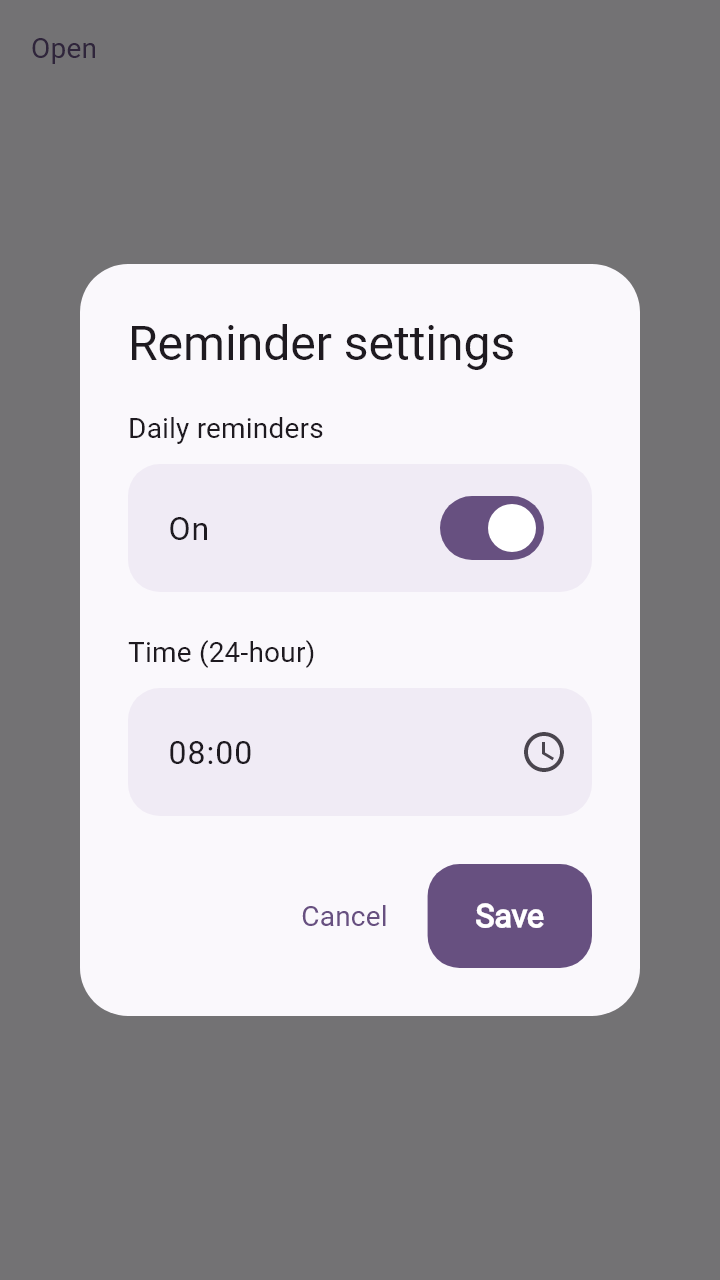 Open
Reminder settings
Daily reminders
On
Time (24-hour)
08:00
Cancel
Save